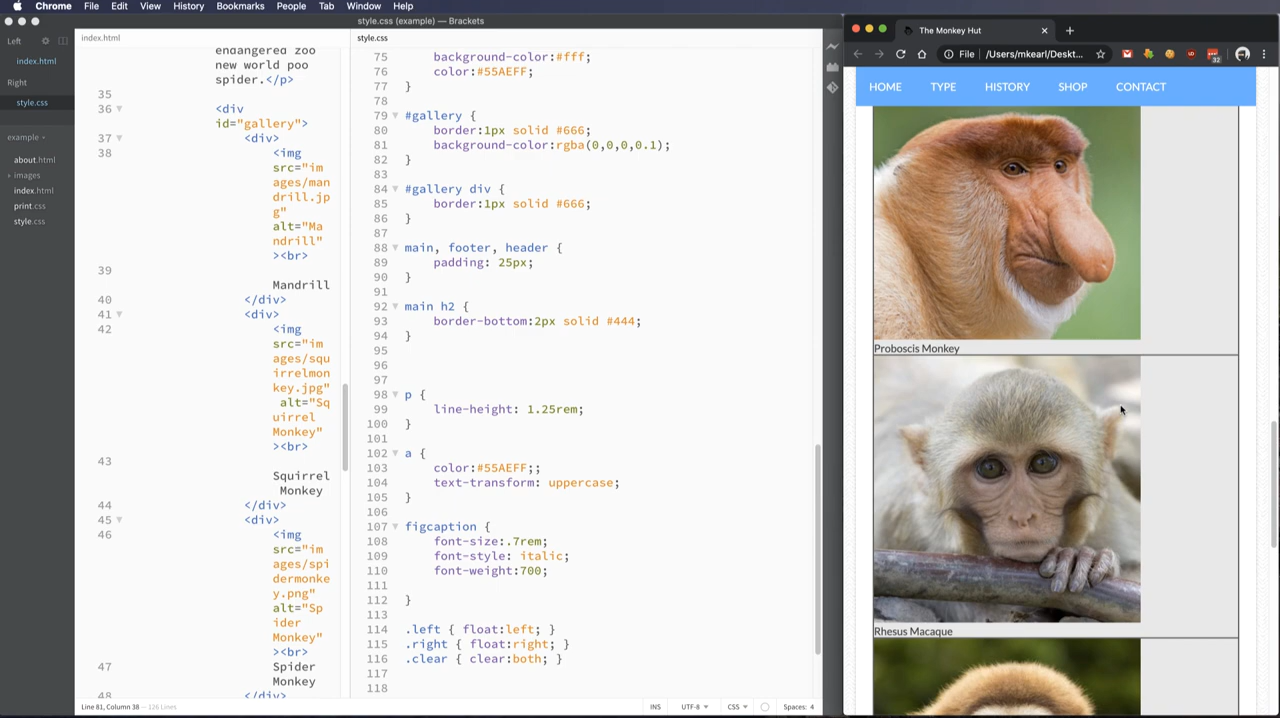 Chrome File Edit View History Bookmarks People Tab Window Help
style.css (example) — Brackets
Left
index.html
Right
style.css
example
about.html
images
index.html
print.css
style.css
index.html
endangered zoo
new world poo
spider.</p>
35
36 <div
id="gallery">
37 <div>
38 <img
src="im
ages/man
drill.jp
g"
alt="Ma
ndrill"
><br>
39
Mandrill
40 </div>
41 <div>
42 <img
src="im
ages/squ
irrelmon
key.jpg"
alt="Sq
uirrel
Monkey"
><br>
43
Squirrel
Monkey
44 </div>
45 <div>
46 <img
src="im
ages/spi
dermonke
y.png"
alt="Sp
ider
Monkey"
><br>
47 Spider
Monkey
48 </div>
style.css
75 background-color:#fff;
76 color:#55AEFF;
77 }
78
79 #gallery {
80 border:1px solid #666;
81 background-color:rgba(0,0,0,0.1);
82 }
83
84 #gallery div {
85 border:1px solid #666;
86 }
87
88 main, footer, header {
89 padding: 25px;
90 }
91
92 main h2 {
93 border-bottom:2px solid #444;
94 }
95
96
97
98 p {
99 line-height: 1.25rem;
100 }
101
102 a {
103 color:#55AEFF;;
104 text-transform: uppercase;
105 }
106
107 figcaption {
108 font-size:.7rem;
109 font-style: italic;
110 font-weight:700;
111
112 }
113
114 .left { float:left; }
115 .right { float:right; }
116 .clear { clear:both; }
117
118
Line 81, Column 38 — 126 Lines
INS UTF-8 CSS Spaces: 4
The Monkey Hut
File /Users/mkearl/Deskt...
32
HOME TYPE HISTORY SHOP CONTACT
Proboscis Monkey
Rhesus Macaque